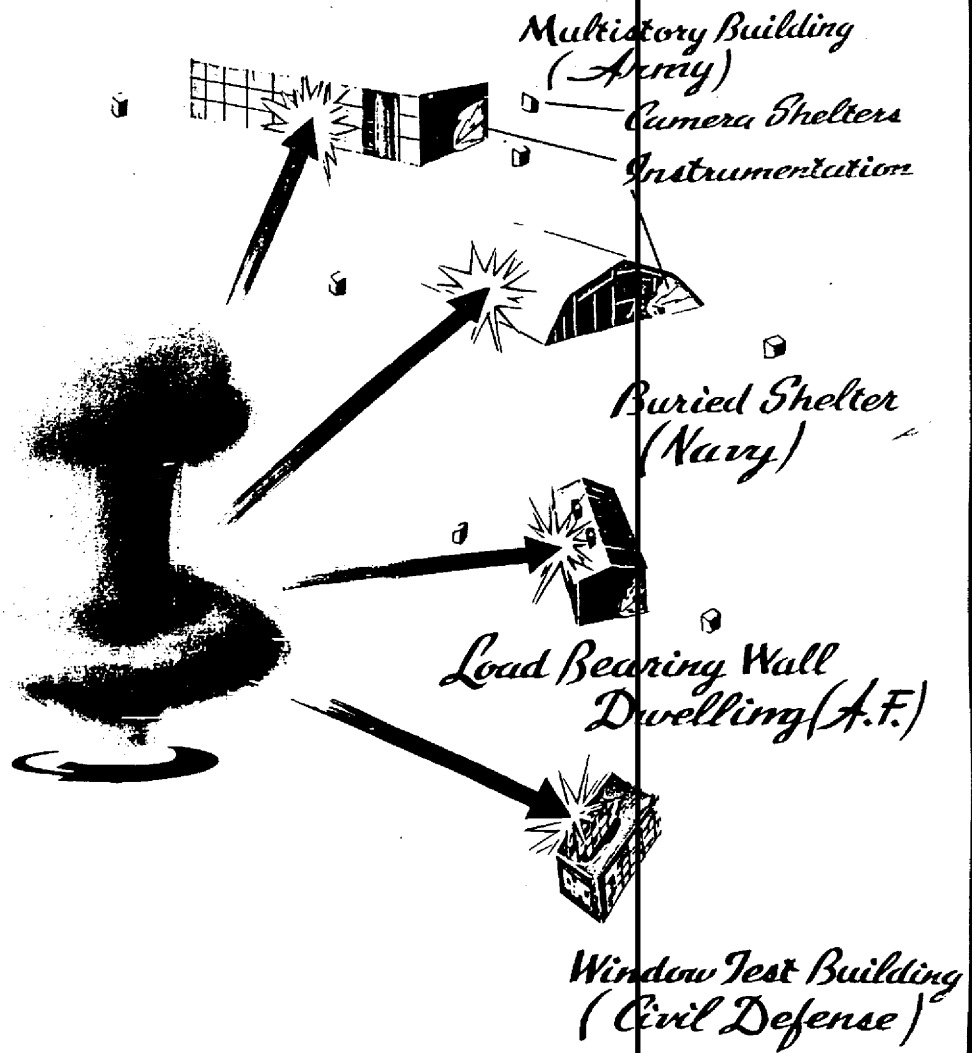 Multistory Building
(Army)
Camera Shelters
Instrumentation
Buried Shelter
(Navy)
Load Bearing Wall
Dwelling (A.F.)
Window Test Building
(Civil Defense)